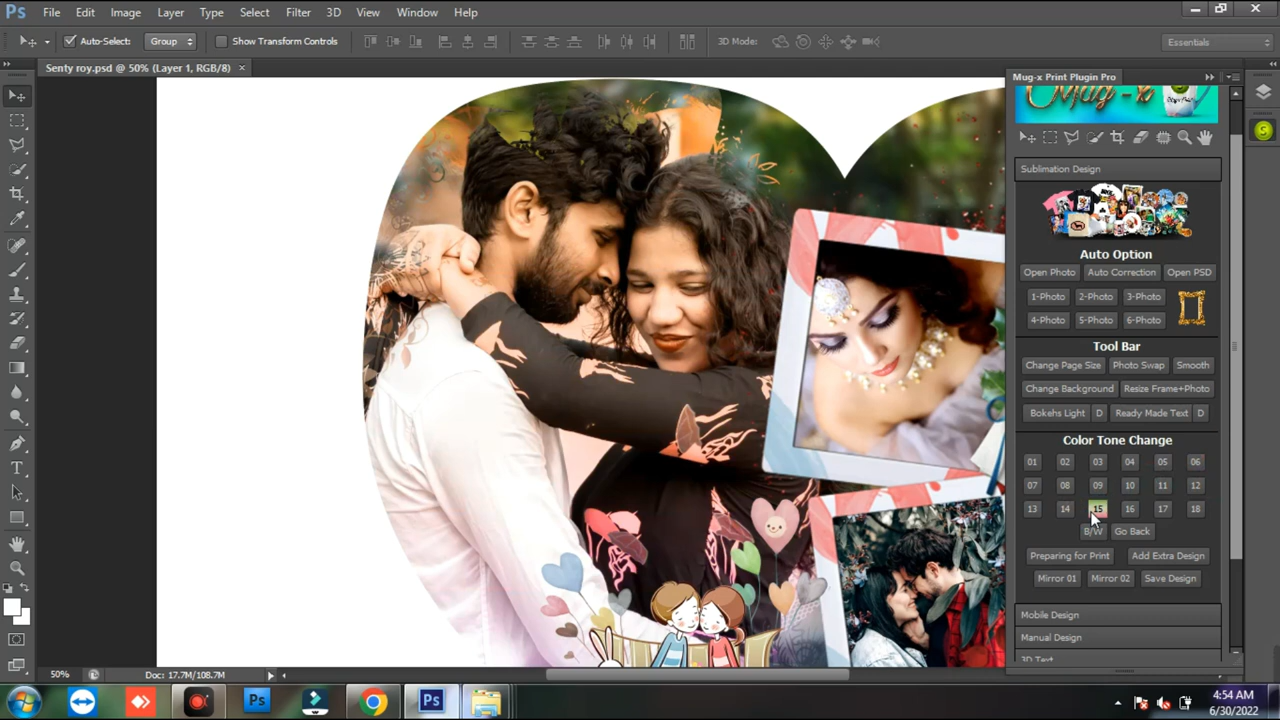 Ps File Edit Image Layer Type Select Filter 3D View Window Help
Auto-Select: Group Show Transform Controls 3D Mode: Essentials
Senty roy.psd @ 50% (Layer 1, RGB/8) ×
Mug-x Print Plugin Pro
Mug-x
Sublimation Design
Auto Option
Open Photo Auto Correction Open PSD
1-Photo 2-Photo 3-Photo
4-Photo 5-Photo 6-Photo
Tool Bar
Change Page Size Photo Swap Smooth
Change Background Resize Frame+Photo
Bokehs Light D Ready Made Text D
Color Tone Change
01 02 03 04 05 06
07 08 09 10 11 12
13 14 15 16 17 18
B/W Go Back
Preparing for Print Add Extra Design
Mirror 01 Mirror 02 Save Design
Mobile Design
Manual Design
3D Text
50% Doc: 17.7M/108.7M
Ps Ps
4:54 AM
6/30/2022